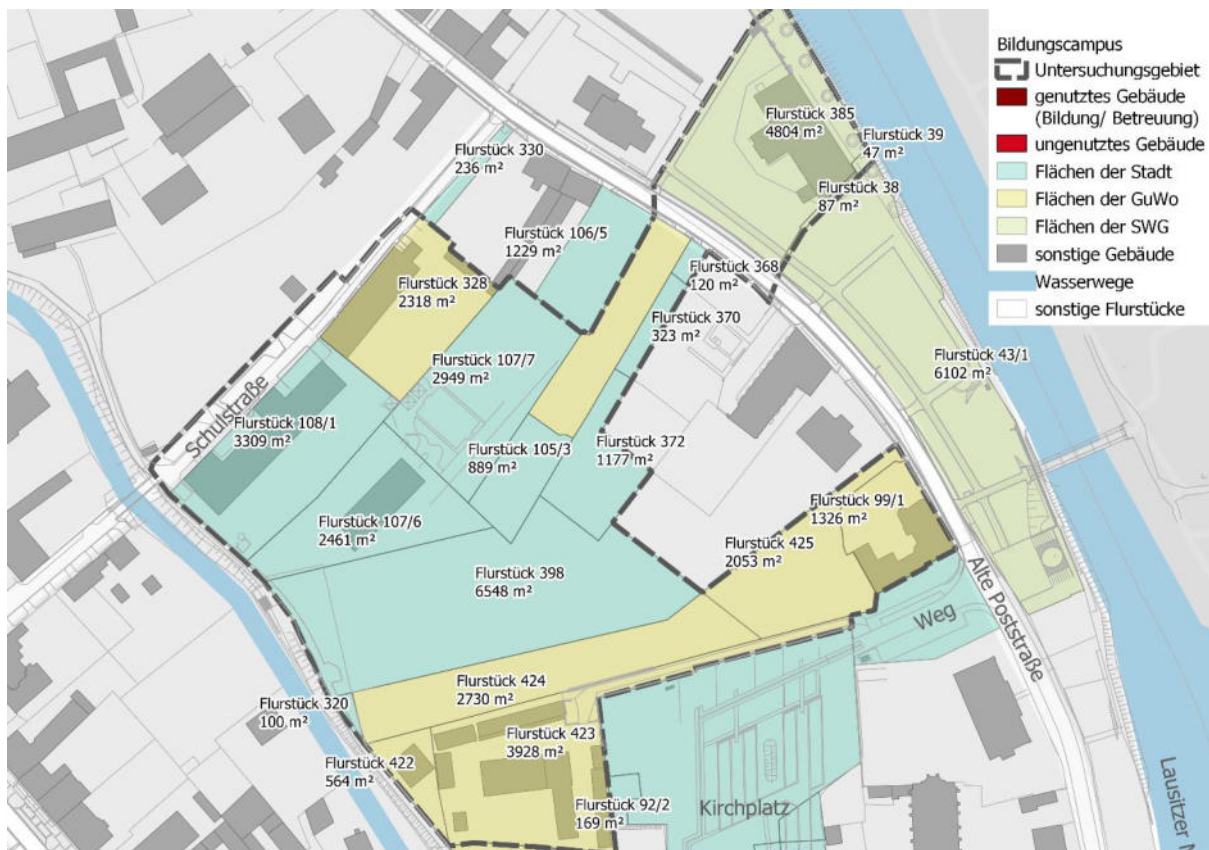 Bildungscampus
Untersuchungsgebiet
genutztes Gebäude
(Bildung/ Betreuung)
ungenutztes Gebäude
Flächen der Stadt
Flächen der GuWo
Flächen der SWG
sonstige Gebäude
Wasserwege
sonstige Flurstücke
Flurstück 385
4804 m²
Flurstück 39
47 m²
Flurstück 330
236 m²
Flurstück 38
87 m²
Flurstück 106/5
1229 m²
Flurstück 368
120 m²
Flurstück 328
2318 m²
Flurstück 370
323 m²
Flurstück 107/7
2949 m²
Flurstück 43/1
6102 m²
Schulstraße
Flurstück 108/1
3309 m²
Flurstück 105/3
889 m²
Flurstück 372
1177 m²
Flurstück 99/1
1326 m²
Flurstück 107/6
2461 m²
Flurstück 425
2053 m²
Flurstück 398
6548 m²
Alte Poststraße
Weg
Flurstück 424
2730 m²
Flurstück 320
100 m²
Flurstück 423
3928 m²
Flurstück 422
564 m²
Flurstück 92/2
169 m²
Kirchplatz
Lausitzer N